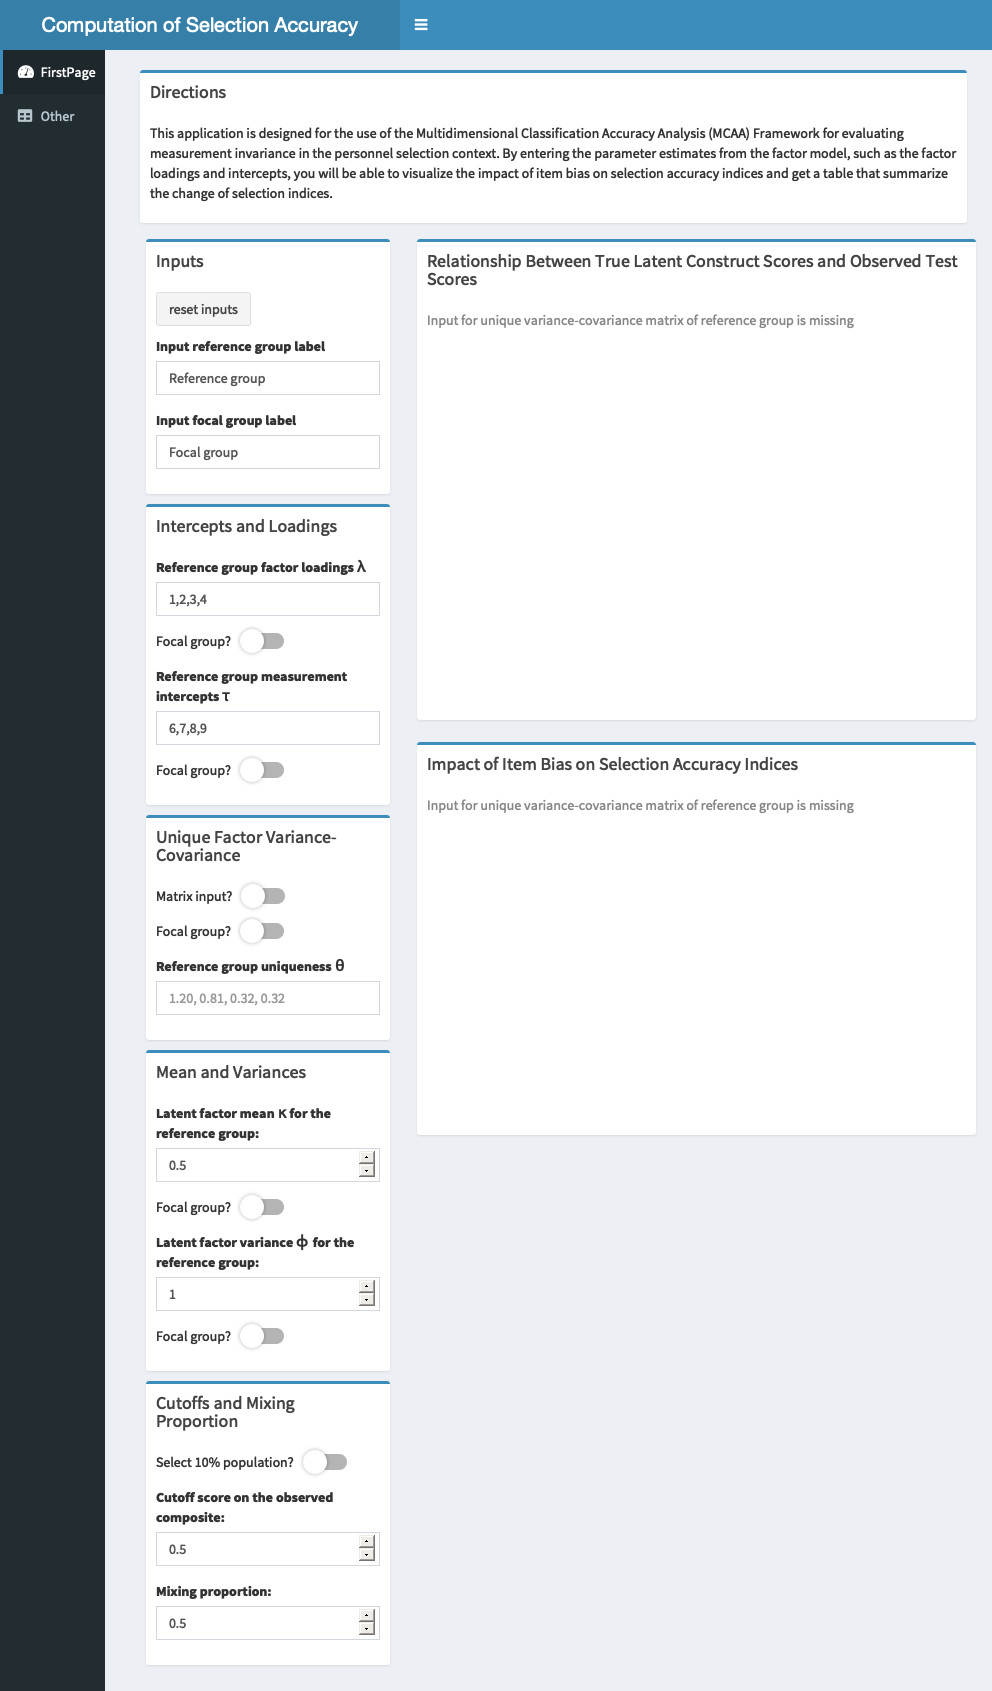 Computation of Selection Accuracy
FirstPage
Other
Directions
This application is designed for the use of the Multidimensional Classification Accuracy Analysis (MCAA) Framework for evaluating
measurement invariance in the personnel selection context. By entering the parameter estimates from the factor model, such as the factor
loadings and intercepts, you will be able to visualize the impact of item bias on selection accuracy indices and get a table that summarize
the change of selection indices.
Inputs
reset inputs
Input reference group label
Reference group
Input focal group label
Focal group
Intercepts and Loadings
Reference group factor loadings λ
1,2,3,4
Focal group?
Reference group measurement
intercepts τ
6,7,8,9
Focal group?
Unique Factor Variance-
Covariance
Matrix input?
Focal group?
Reference group uniqueness θ
1.20, 0.81, 0.32, 0.32
Mean and Variances
Latent factor mean κ for the
reference group:
0.5
Focal group?
Latent factor variance ϕ for the
reference group:
1
Focal group?
Cutoffs and Mixing
Proportion
Select 10% population?
Cutoff score on the observed
composite:
0.5
Mixing proportion:
0.5
Relationship Between True Latent Construct Scores and Observed Test
Scores
Input for unique variance-covariance matrix of reference group is missing
Impact of Item Bias on Selection Accuracy Indices
Input for unique variance-covariance matrix of reference group is missing